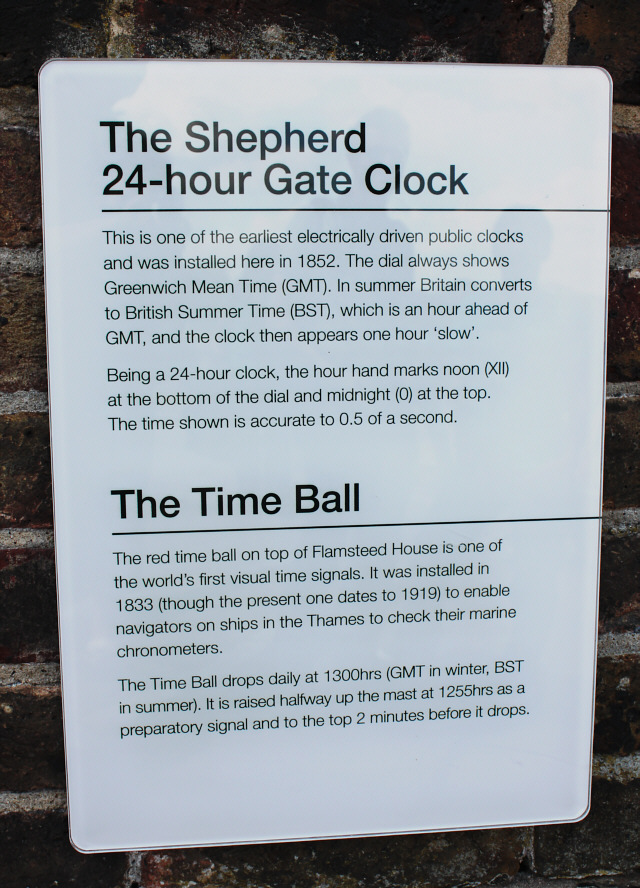 The Shepherd
24-hour Gate Clock
This is one of the earliest electrically driven public clocks
and was installed here in 1852. The dial always shows
Greenwich Mean Time (GMT). In summer Britain converts
to British Summer Time (BST), which is an hour ahead of
GMT, and the clock then appears one hour ‘slow’.
Being a 24-hour clock, the hour hand marks noon (XII)
at the bottom of the dial and midnight (0) at the top.
The time shown is accurate to 0.5 of a second.
The Time Ball
The red time ball on top of Flamsteed House is one of
the world’s first visual time signals. It was installed in
1833 (though the present one dates to 1919) to enable
navigators on ships in the Thames to check their marine
chronometers.
The Time Ball drops daily at 1300hrs (GMT in winter, BST
in summer). It is raised halfway up the mast at 1255hrs as a
preparatory signal and to the top 2 minutes before it drops.